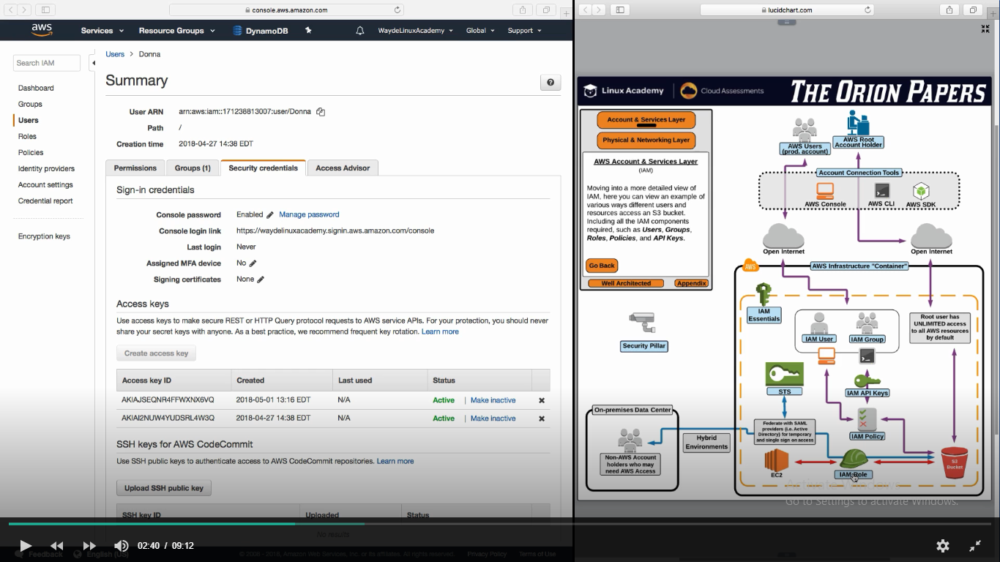 console.aws.amazon.com
aws Services Resource Groups DynamoDB WaydeLinuxAcademy Global Support
Search IAM
Dashboard
Groups
Users
Roles
Policies
Identity providers
Account settings
Credential report
Encryption keys
Users > Donna
Summary
User ARN arn:aws:iam::171238813007:user/Donna
Path /
Creation time 2018-04-27 14:38 EDT
Permissions Groups (1) Security credentials Access Advisor
Sign-in credentials
Console password Enabled Manage password
Console login link https://waydelinuxacademy.signin.aws.amazon.com/console
Last login Never
Assigned MFA device No
Signing certificates None
Access keys
Use access keys to make secure REST or HTTP Query protocol requests to AWS service APIs. For your protection, you should never
share your secret keys with anyone. As a best practice, we recommend frequent key rotation. Learn more
Create access key
Access key ID Created Last used Status
AKIAJSEQNR4FFWXNX6VQ 2018-05-01 13:16 EDT N/A Active | Make inactive
AKIAI2NUW4YUDSRL4W3Q 2018-04-27 14:38 EDT N/A Active | Make inactive
SSH keys for AWS CodeCommit
Use SSH public keys to authenticate access to AWS CodeCommit repositories. Learn more
Upload SSH public key
SSH key ID Uploaded Status
No results
Feedback English (US) © 2008 - 2018, Amazon Web Services, Inc. or its affiliates. All rights reserved. Privacy Policy Terms of Use
02:40 / 09:12
lucidchart.com
Linux Academy Cloud Assessments THE ORION PAPERS
Account & Services Layer
Physical & Networking Layer
AWS Account & Services Layer
(IAM)
Moving into a more detailed view of
IAM, here you can view an example of
various ways different users and
resources access an S3 bucket.
Including all the IAM components
required, such as Users, Groups,
Roles, Policies, and API Keys.
Go Back
Well Architected Appendix
AWS Users
(prod. account)
AWS Root
Account Holder
Account Connection Tools
AWS Console AWS CLI AWS SDK
Open Internet Open Internet
AWS
AWS Infrastructure "Container"
IAM
Essentials
IAM User IAM Group
Root user has
UNLIMITED access
to all AWS resources
by default
Security Pillar
STS
IAM API Keys
On-premises Data Center
Federate with SAML
providers (i.e. Active
Directory) for temporary
and single sign on access
IAM Policy
Hybrid
Environments
Non-AWS Account
holders who may
need AWS Access
EC2
IAM Role
S3
Bucket
Activate Windows
Go to Settings to activate Windows.